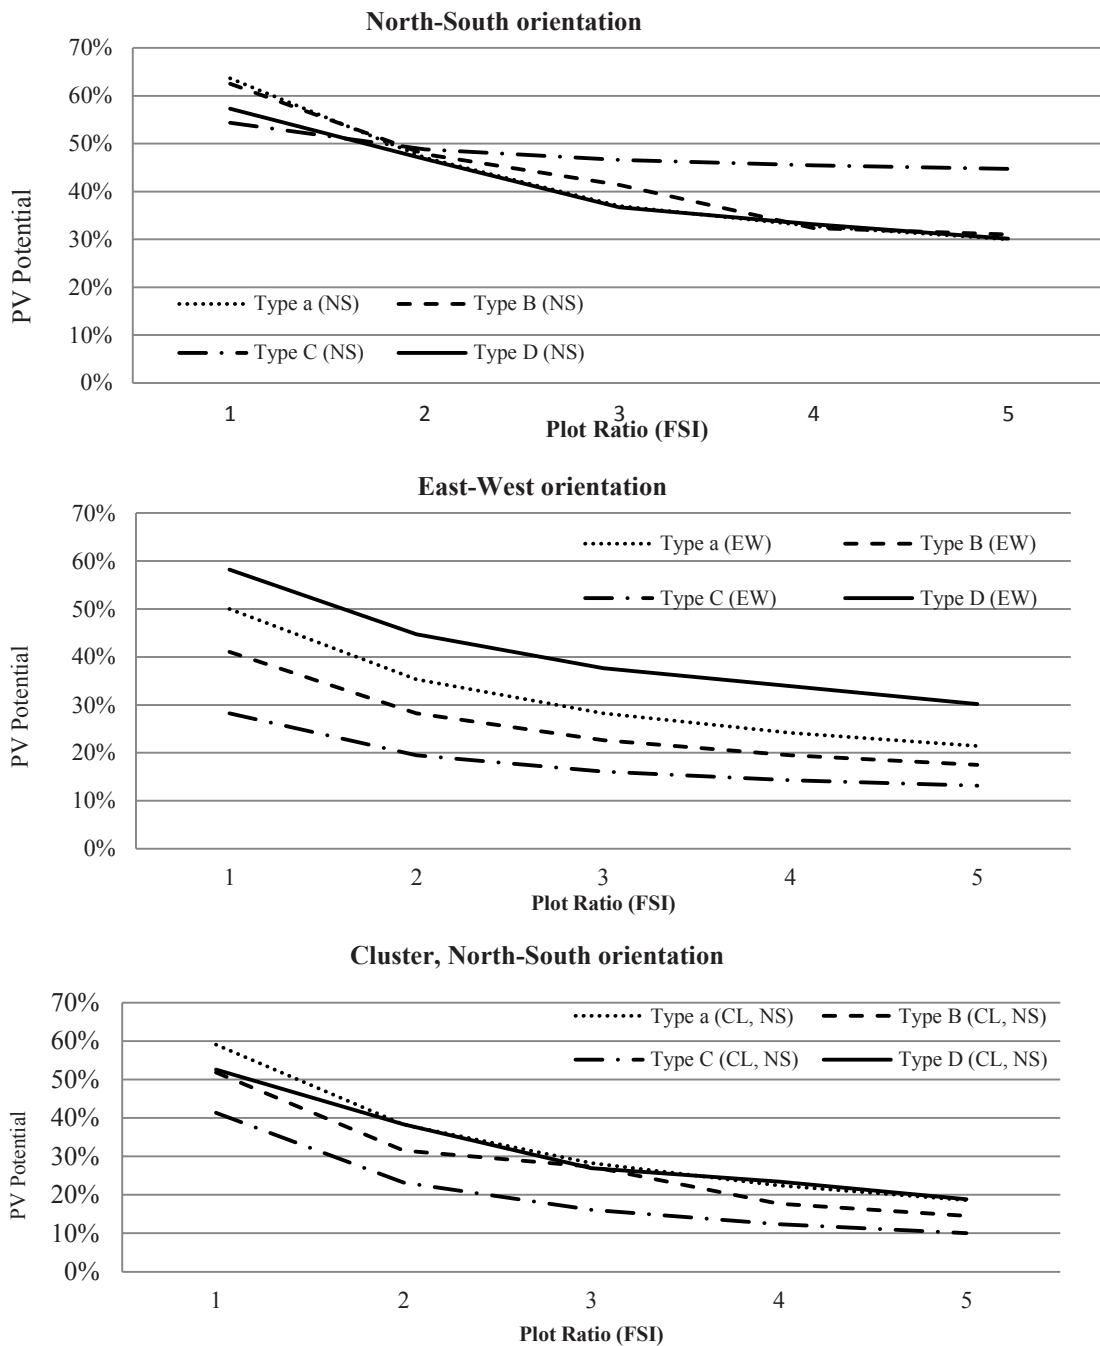 North-South orientation
70%
60%
50%
40%
30%
20%
10%
0%
PV Potential
Type a (NS) Type B (NS)
Type C (NS) Type D (NS)
1 2 3 4 5
Plot Ratio (FSI)
East-West orientation
70%
60%
50%
40%
30%
20%
10%
0%
PV Potential
Type a (EW) Type B (EW)
Type C (EW) Type D (EW)
1 2 3 4 5
Plot Ratio (FSI)
Cluster, North-South orientation
70%
60%
50%
40%
30%
20%
10%
0%
PV Potential
Type a (CL, NS) Type B (CL, NS)
Type C (CL, NS) Type D (CL, NS)
1 2 3 4 5
Plot Ratio (FSI)